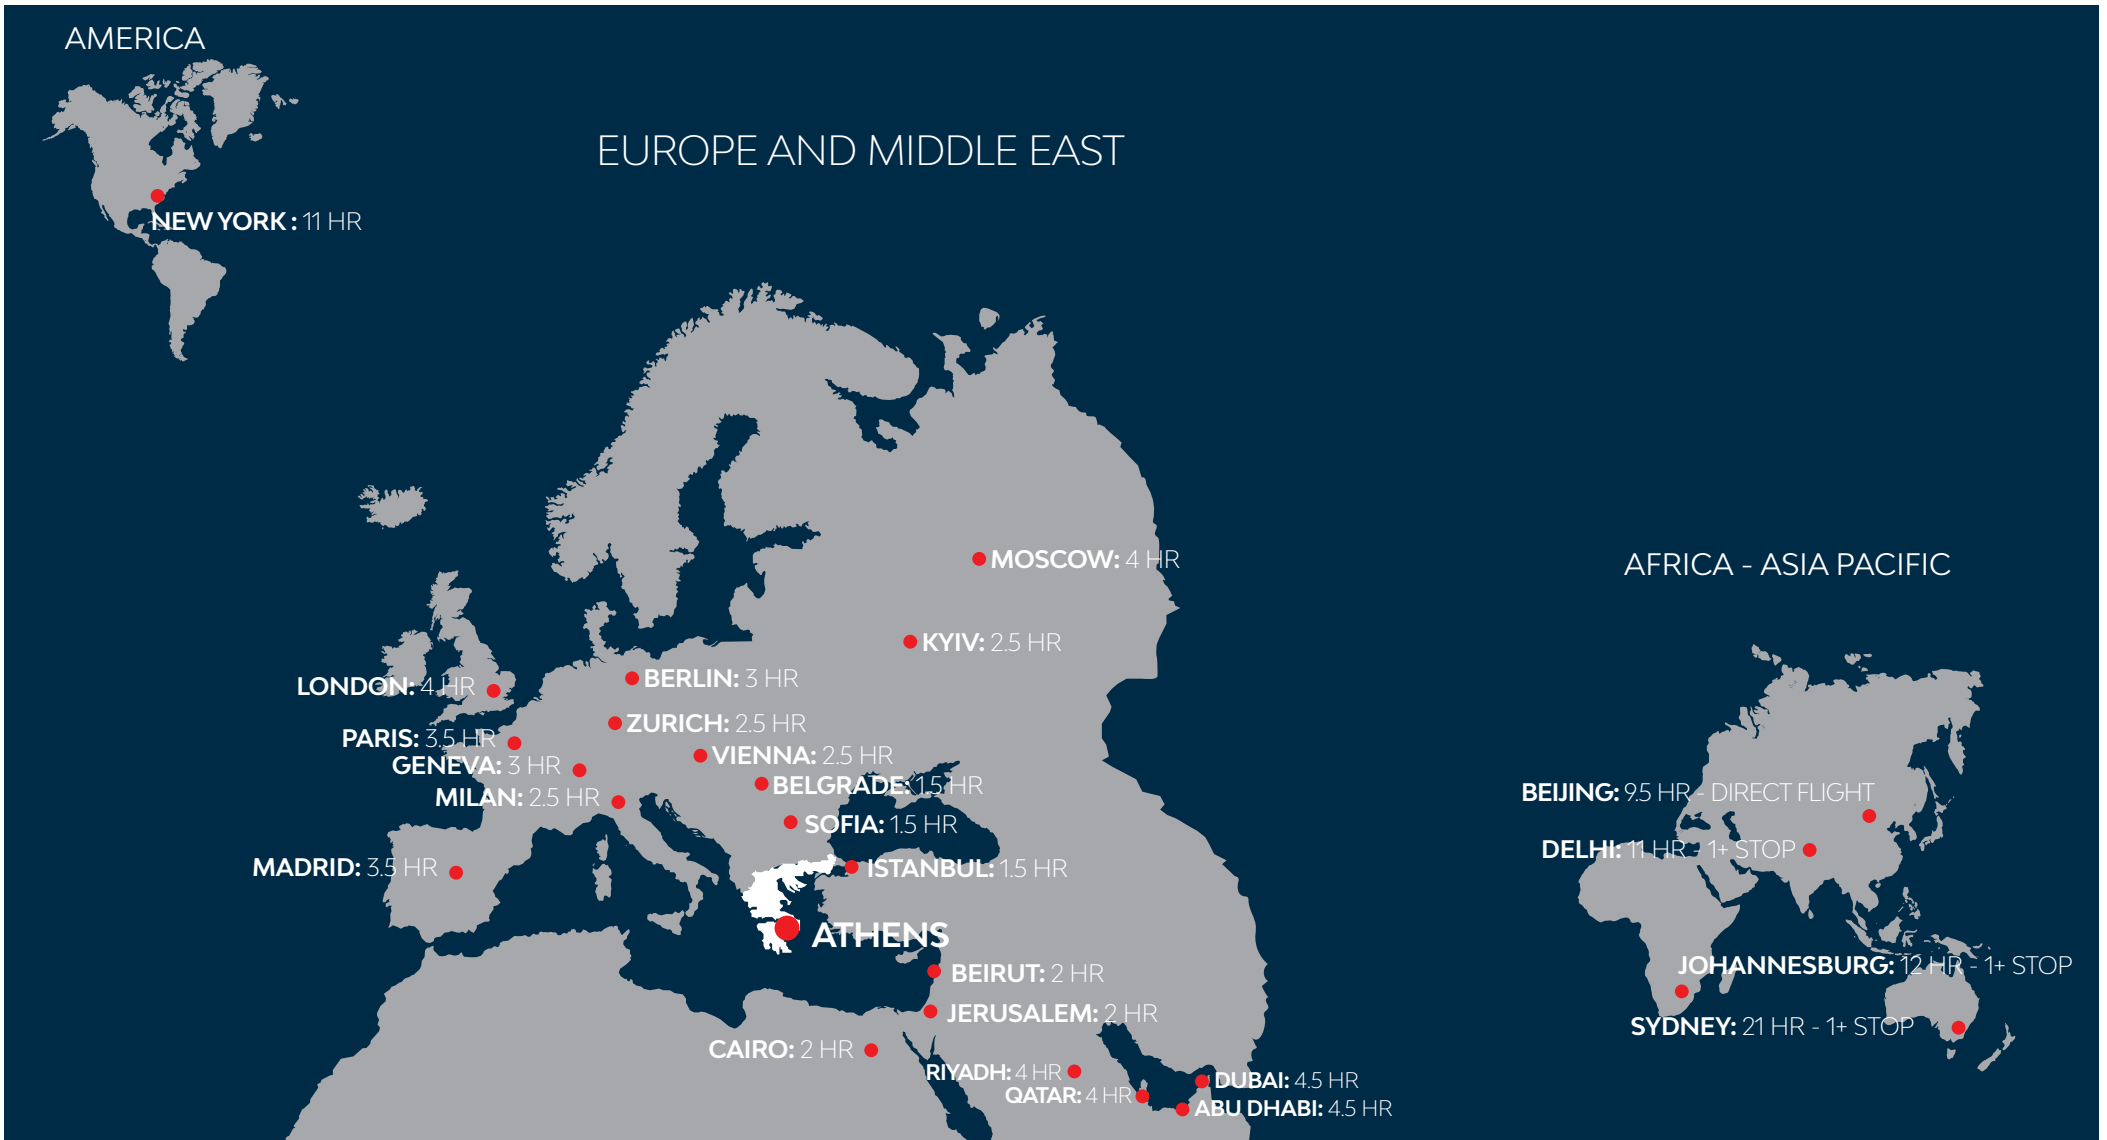 AMERICA
NEW YORK : 11 HR
EUROPE AND MIDDLE EAST
MOSCOW: 4 HR
KYIV: 2.5 HR
BERLIN: 3 HR
LONDON: 4 HR
ZURICH: 2.5 HR
PARIS: 3.5 HR
VIENNA: 2.5 HR
GENEVA: 3 HR
BELGRADE: 1.5 HR
MILAN: 2.5 HR
SOFIA: 1.5 HR
MADRID: 3.5 HR
ISTANBUL: 1.5 HR
ATHENS
BEIRUT: 2 HR
JERUSALEM: 2 HR
CAIRO: 2 HR
RIYADH: 4 HR
DUBAI: 4.5 HR
QATAR: 4 HR
ABU DHABI: 4.5 HR
AFRICA - ASIA PACIFIC
BEIJING: 9.5 HR - DIRECT FLIGHT
DELHI: 11 HR - 1+ STOP
JOHANNESBURG: 12 HR - 1+ STOP
SYDNEY: 21 HR - 1+ STOP